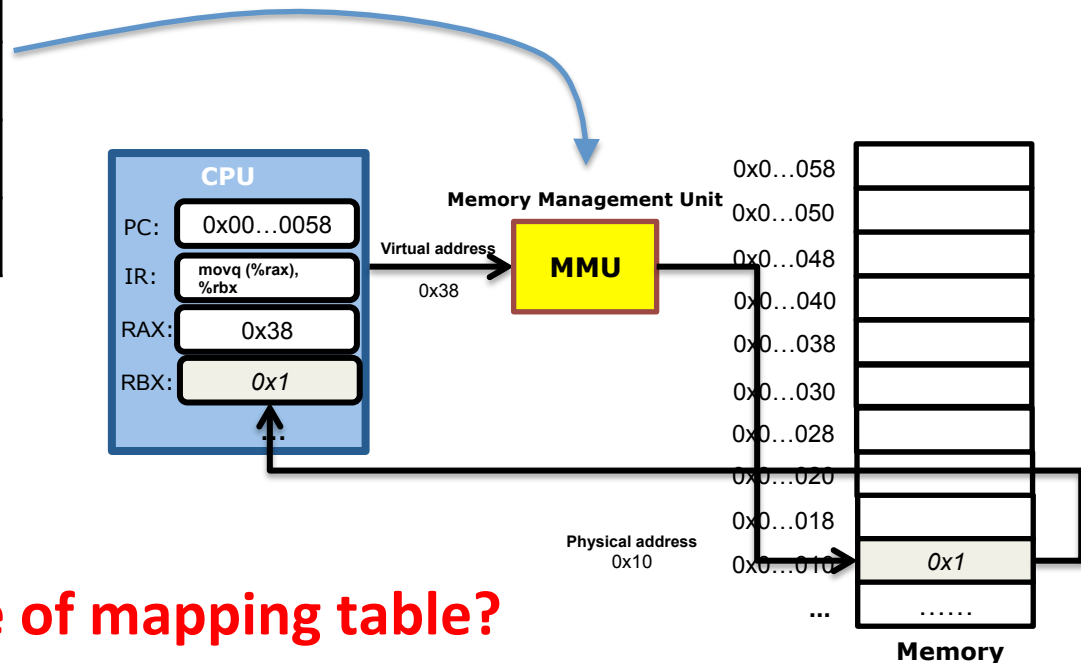 CPU
PC:
0x00…0058
IR:
movq (%rax),
%rbx
RAX:
0x38
RBX:
0x1
...
Virtual address
0x38
Memory Management Unit
MMU
0x0…058
0x0…050
0x0…048
0x0…040
0x0…038
0x0…030
0x0…028
0x0…020
0x0…018
0x0…010
0x1
...
……
Memory
Physical address
0x10
of mapping table?